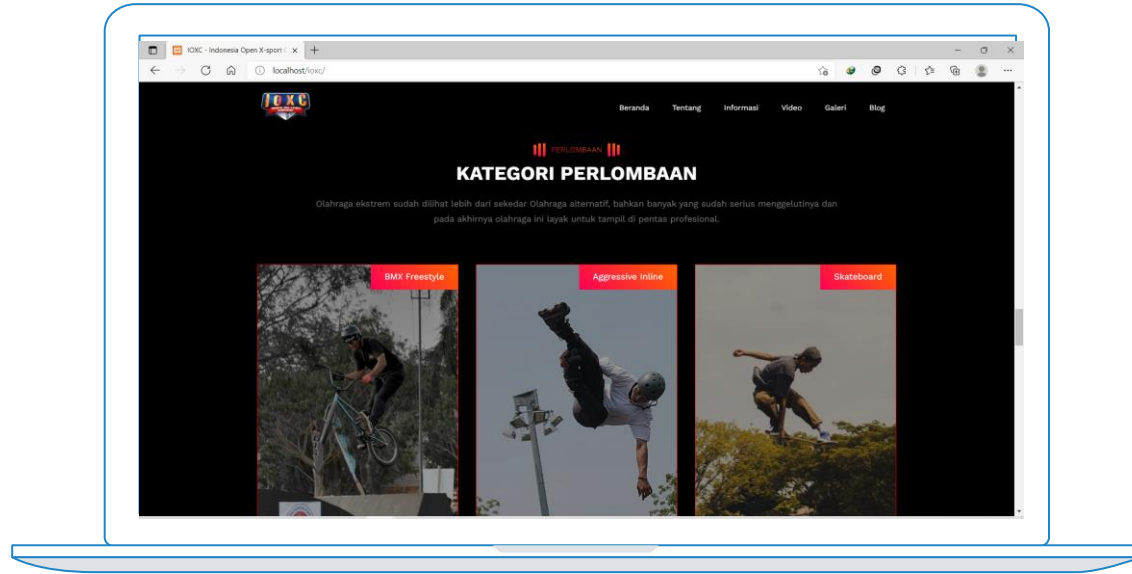 IOXC - Indonesia Open X-sport
localhost/ioxc/
IOXC
Beranda Tentang Informasi Video Galeri Blog
PERLOMBAAN
KATEGORI PERLOMBAAN
Olahraga ekstrem sudah dilihat lebih dari sekedar Olahraga alternatif, bahkan banyak yang sudah serius menggelutinya dan
pada akhirnya olahraga ini layak untuk tampil di pentas profesional.
BMX Freestyle
Aggressive Inline
Skateboard